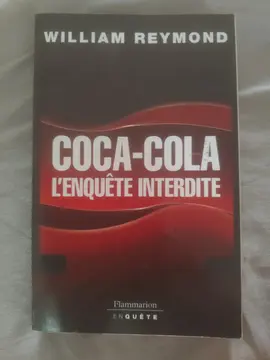 WILLIAM REYMOND
COCA-COLA
L'ENQUÊTE INTERDITE
Flammarion
ENQUÊTE